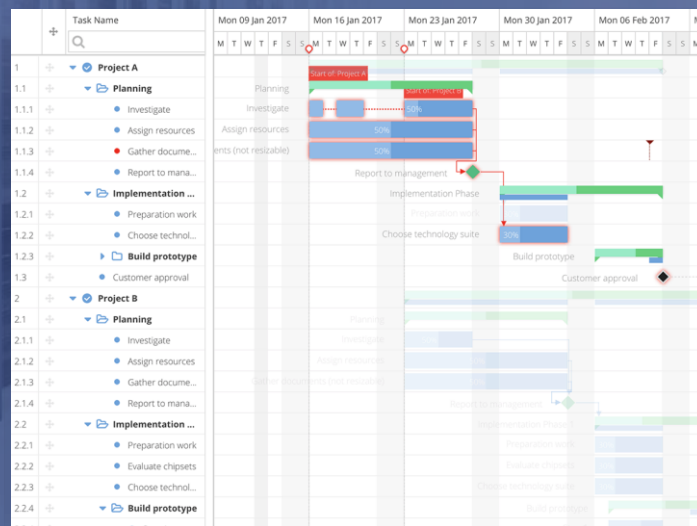 Task Name
Mon 09 Jan 2017 Mon 16 Jan 2017 Mon 23 Jan 2017 Mon 30 Jan 2017 Mon 06 Feb 2017
M T W T F S S M T W T F S S M T W T F S S M T W T F S S M T W T F S S M
1 Project A
Start of: Project A
1.1 Planning Planning
Start of: Project B
1.1.1 Investigate Investigate 50%
1.1.2 Assign resources Assign resources 50%
1.1.3 Gather docume... ents (not resizable) 50%
1.1.4 Report to mana... Report to management
1.2 Implementation ... Implementation Phase
1.2.1 Preparation work Preparation work
1.2.2 Choose technol... Choose technology suite 30%
1.2.3 Build prototype Build prototype
1.3 Customer approval Customer approval
2 Project B
2.1 Planning Planning
2.1.1 Investigate Investigate
2.1.2 Assign resources Assign resources
2.1.3 Gather docume... Gather documents (not resizable)
2.1.4 Report to mana... Report to management
2.2 Implementation ... Implementation Phase
2.2.1 Preparation work Preparation work
2.2.2 Evaluate chipsets Evaluate chipsets
2.2.3 Choose technol... Choose technology suite
2.2.4 Build prototype Build prototype